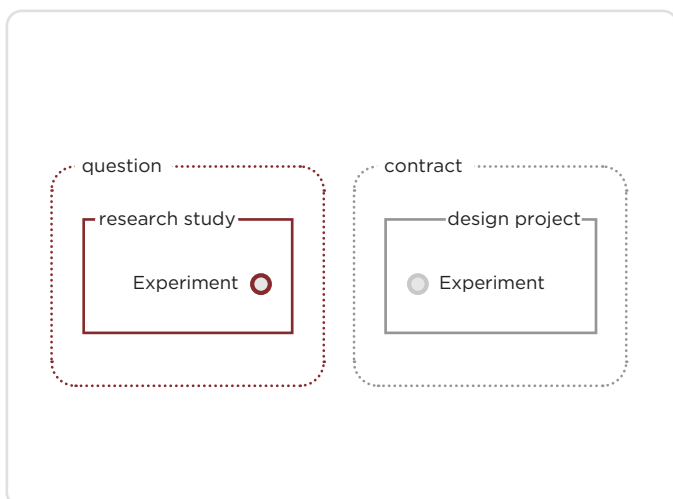 question
contract
research study
design project
Experiment
Experiment